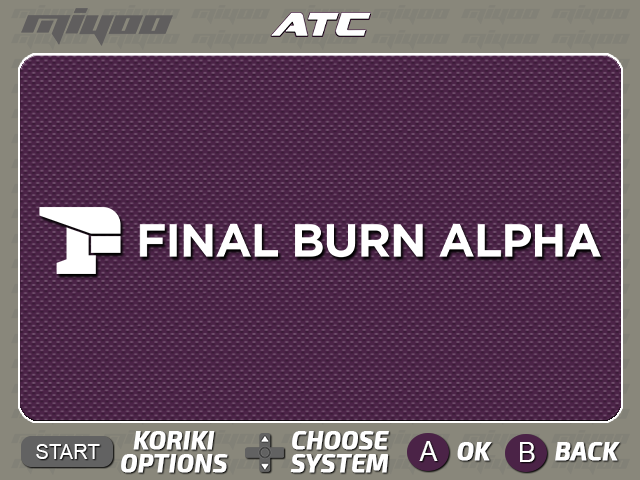 miyoo
ATC
FINAL BURN ALPHA
START
KORIKI
OPTIONS
CHOOSE
SYSTEM
A
OK
B
BACK